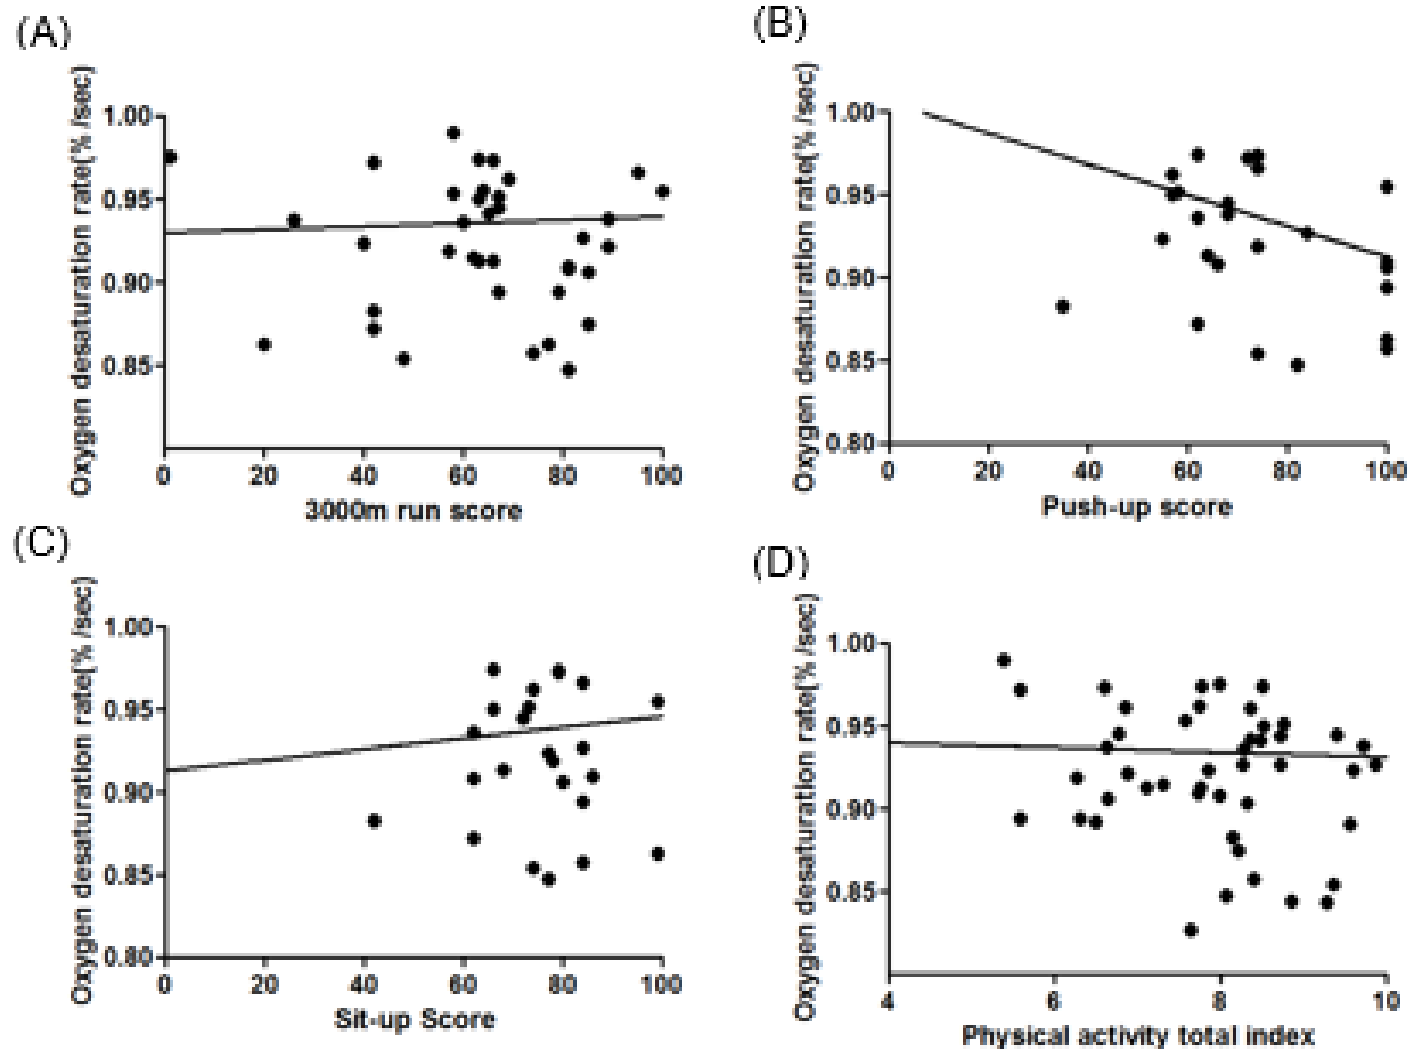 (A)
Oxygen desaturation rate(% /sec)
1.00
0.95
0.90
0.85
0 20 40 60 80 100
3000m run score
(B)
Oxygen desaturation rate(% /sec)
1.00
0.95
0.90
0.85
0.80
0 20 40 60 80 100
Push-up score
(C)
Oxygen desaturation rate(% /sec)
1.00
0.95
0.90
0.85
0.80
0 20 40 60 80 100
Sit-up Score
(D)
Oxygen desaturation rate(% /sec)
1.00
0.95
0.90
0.85
4 6 8 10
Physical activity total index